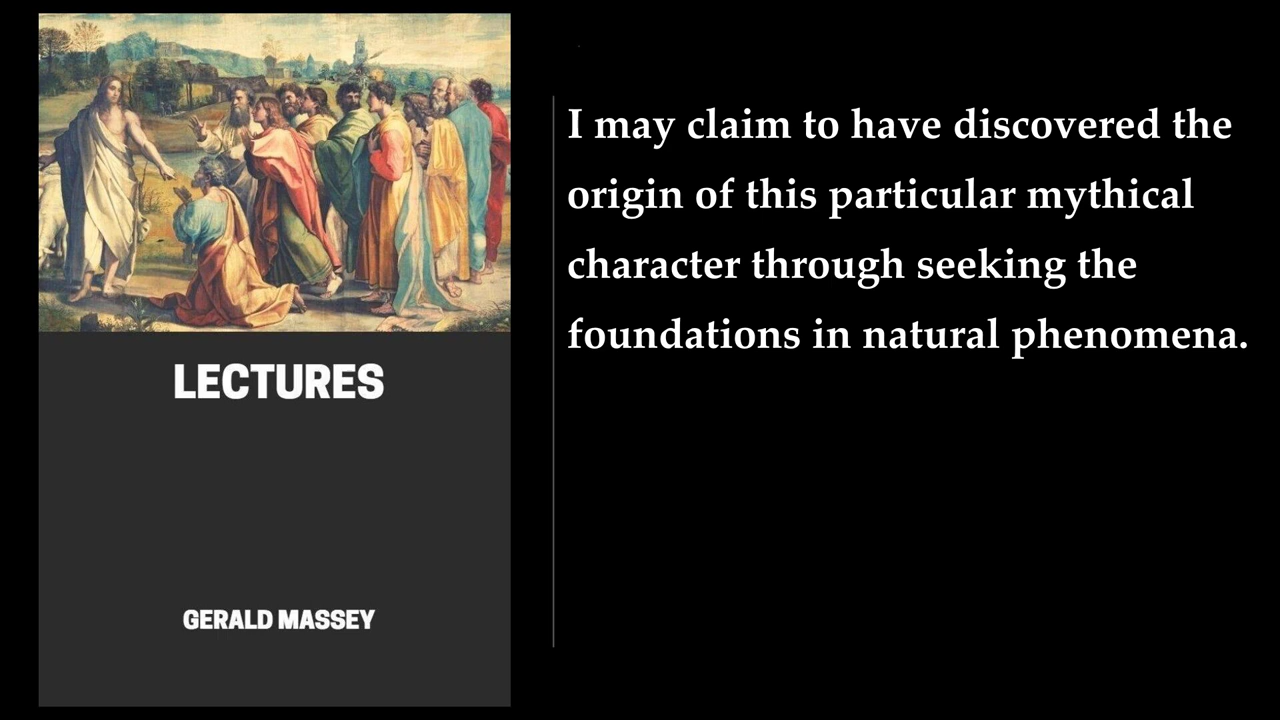 LECTURES
GERALD MASSEY
I may claim to have discovered the
origin of this particular mythical
character through seeking the
foundations in natural phenomena.